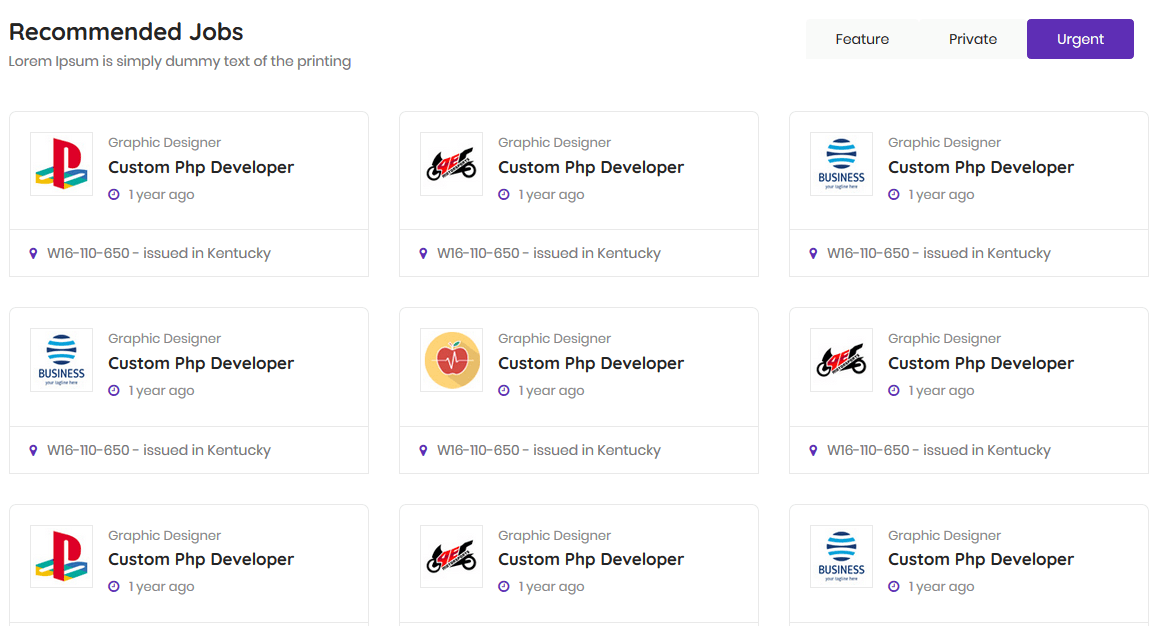 Recommended Jobs
Lorem Ipsum is simply dummy text of the printing
Feature Private Urgent
Graphic Designer
Custom Php Developer
1 year ago
W16-110-650 - issued in Kentucky
Graphic Designer
Custom Php Developer
1 year ago
W16-110-650 - issued in Kentucky
BUSINESS
your tagline here
Graphic Designer
Custom Php Developer
1 year ago
W16-110-650 - issued in Kentucky
BUSINESS
your tagline here
Graphic Designer
Custom Php Developer
1 year ago
W16-110-650 - issued in Kentucky
Graphic Designer
Custom Php Developer
1 year ago
W16-110-650 - issued in Kentucky
Graphic Designer
Custom Php Developer
1 year ago
W16-110-650 - issued in Kentucky
Graphic Designer
Custom Php Developer
1 year ago
Graphic Designer
Custom Php Developer
1 year ago
BUSINESS
your tagline here
Graphic Designer
Custom Php Developer
1 year ago